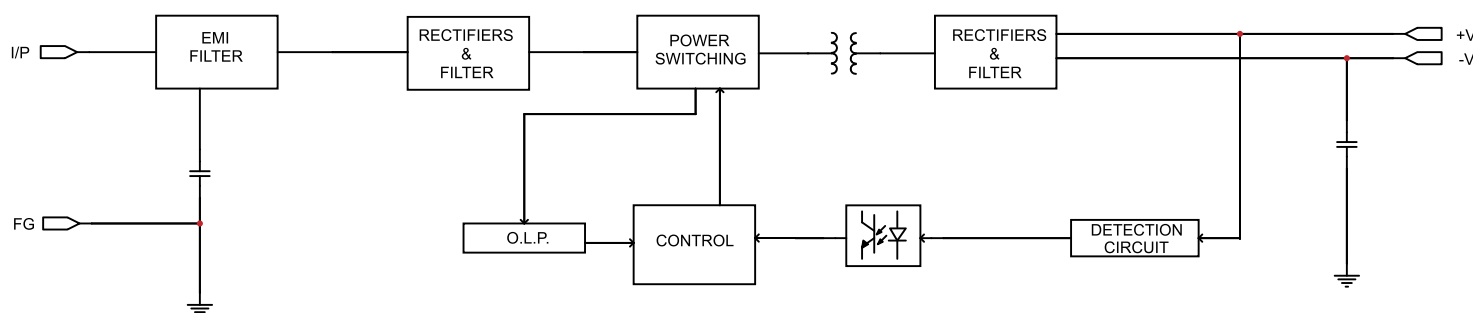 I/P
EMI
FILTER
RECTIFIERS
&
FILTER
POWER
SWITCHING
RECTIFIERS
&
FILTER
+V
-V
FG
O.L.P.
CONTROL
DETECTION
CIRCUIT